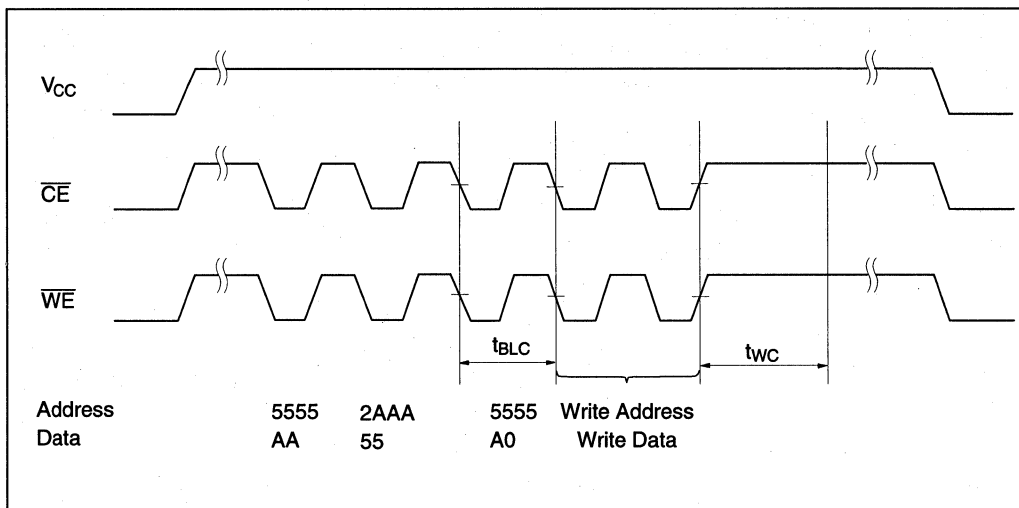 VCC
CE
WE
tBLC
tWC
Address 5555 2AAA 5555 Write Address
Data AA 55 A0 Write Data